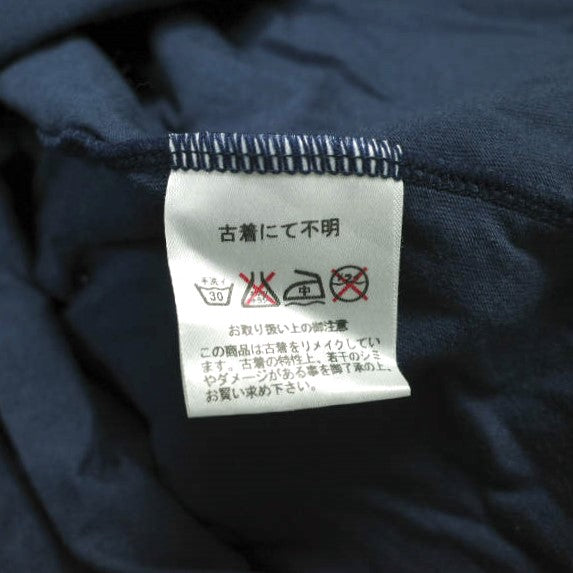 古着にて不明
手洗イ
30
中
お取り扱い上の御注意
この商品は古着をリメイクしてい
ます。古着の特性上、若干のシミ
やダメージがある事を御了承の上、
お買い求め下さい。